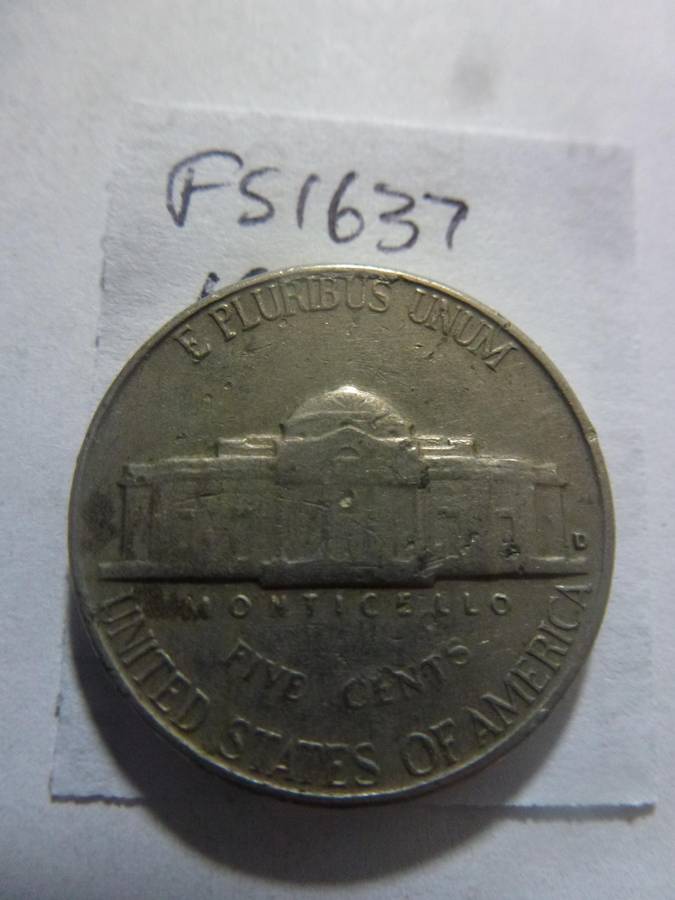 FS1637
E PLURIBUS UNUM
D
MONTICELLO
FIVE CENTS
UNITED STATES OF AMERICA